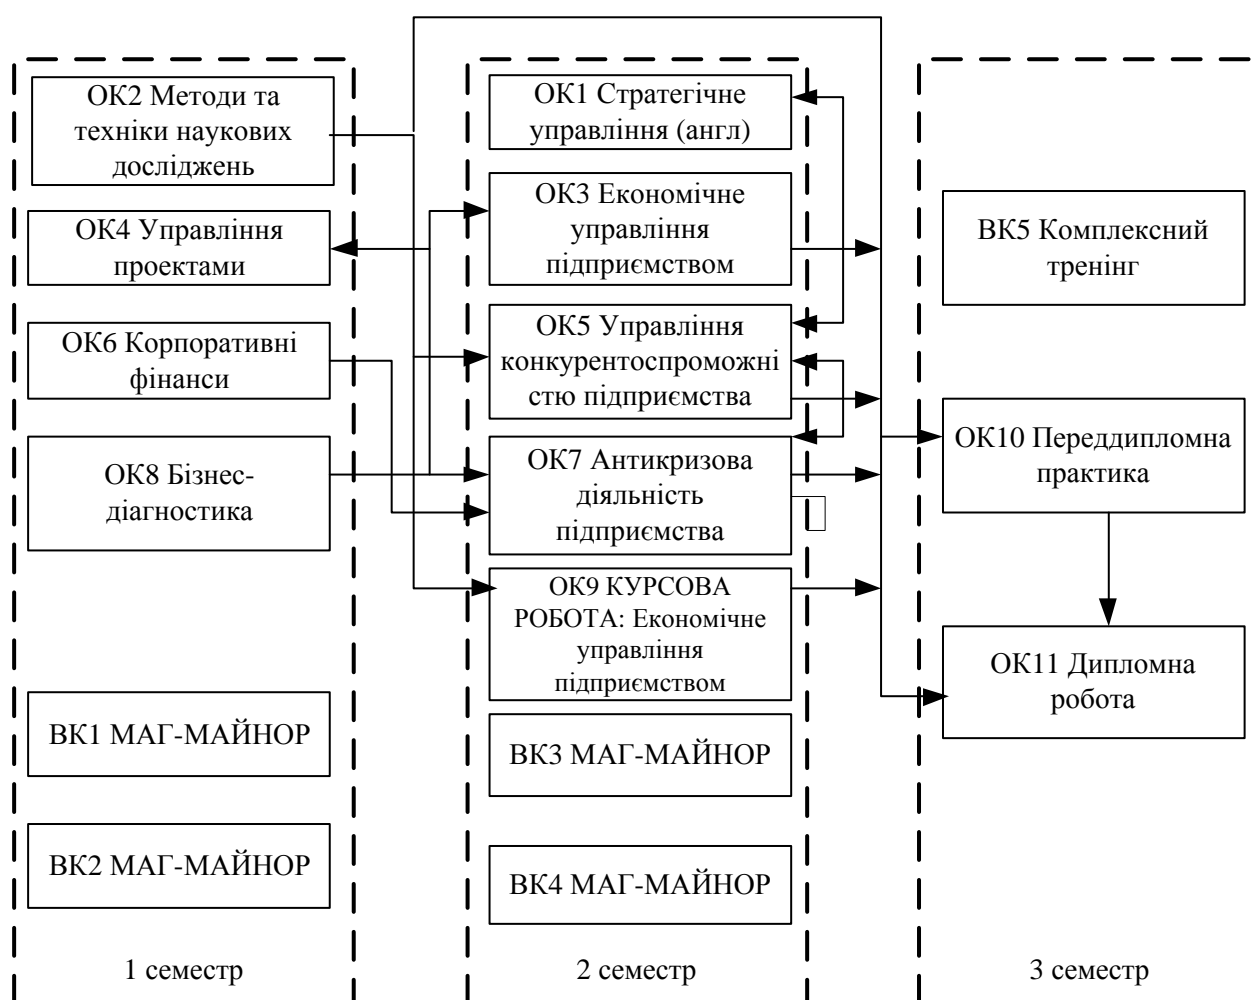 ОК2 Методи та
техніки наукових
досліджень
ОК4 Управління
проектами
ОК6 Корпоративні
фінанси
ОК8 Бізнес-
діагностика
ВК1 МАГ-МАЙНОР
ВК2 МАГ-МАЙНОР
1 семестр
ОК1 Стратегічне
управління (англ)
ОК3 Економічне
управління
підприємством
ОК5 Управління
конкурентоспроможні
стю підприємства
ОК7 Антикризова
діяльність
підприємства
ОК9 КУРСОВА
РОБОТА: Економічне
управління
підприємством
ВК3 МАГ-МАЙНОР
ВК4 МАГ-МАЙНОР
2 семестр
ВК5 Комплексний
тренінг
ОК10 Переддипломна
практика
ОК11 Дипломна
робота
3 семестр